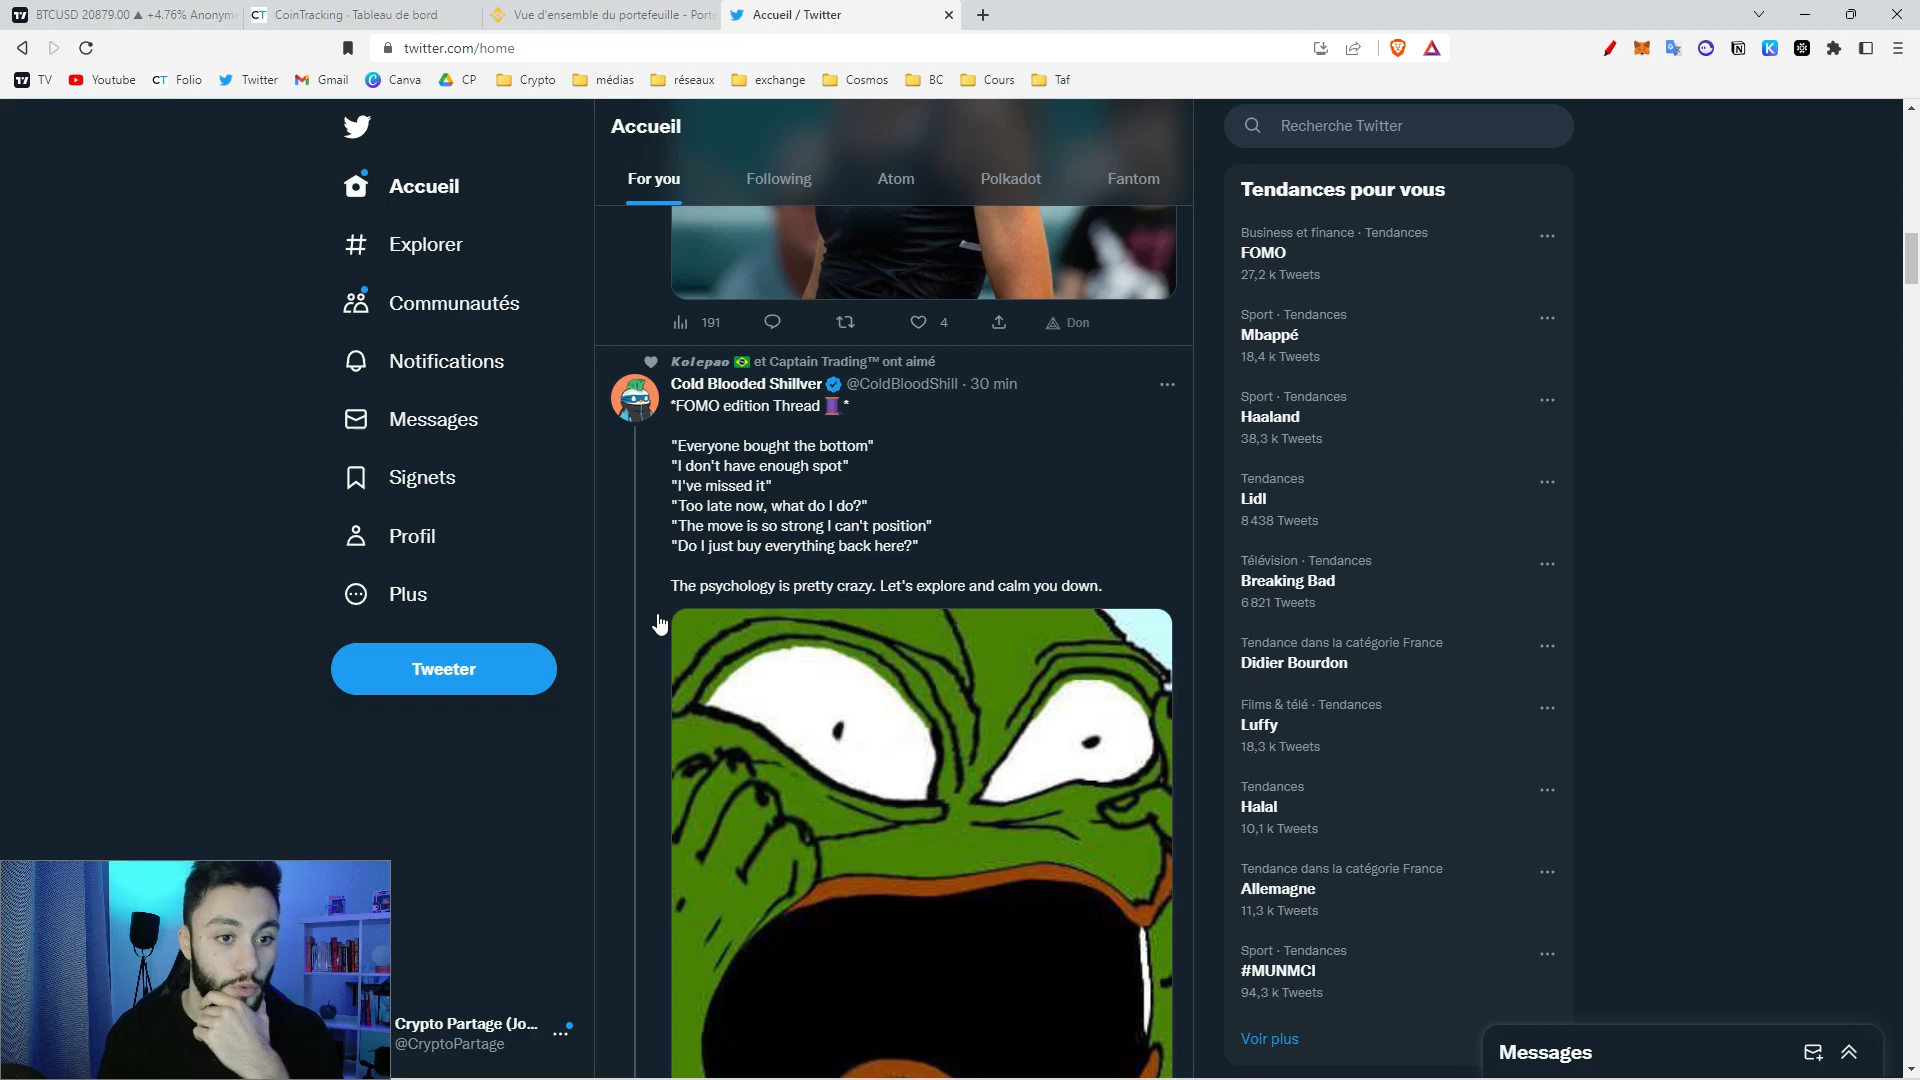 BTCUSD 20879.00 ▲ +4.76% Anonyme
CoinTracking · Tableau de bord
Vue d'ensemble du portefeuille - Porte
Accueil / Twitter
twitter.com/home
TV
Youtube
CT Folio
Twitter
Gmail
Canva
CP
Crypto
médias
réseaux
exchange
Cosmos
BC
Cours
Taf
Accueil
Explorer
Communautés
Notifications
Messages
Signets
Profil
Plus
Tweeter
Crypto Partage (Jo...
@CryptoPartage
Accueil
For you
Following
Atom
Polkadot
Fantom
191
4
Don
Kolepao 🇧🇷 et Captain Trading™ ont aimé
Cold Blooded Shillver @ColdBloodShill · 30 min
*FOMO edition Thread 🧵*
"Everyone bought the bottom"
"I don't have enough spot"
"I've missed it"
"Too late now, what do I do?"
"The move is so strong I can't position"
"Do I just buy everything back here?"
The psychology is pretty crazy. Let's explore and calm you down.
Recherche Twitter
Tendances pour vous
Business et finance · Tendances
FOMO
27,2 k Tweets
Sport · Tendances
Mbappé
18,4 k Tweets
Sport · Tendances
Haaland
38,3 k Tweets
Tendances
Lidl
8 438 Tweets
Télévision · Tendances
Breaking Bad
6 821 Tweets
Tendance dans la catégorie France
Didier Bourdon
Films & télé · Tendances
Luffy
18,3 k Tweets
Tendances
Halal
10,1 k Tweets
Tendance dans la catégorie France
Allemagne
11,3 k Tweets
Sport · Tendances
#MUNMCI
94,3 k Tweets
Voir plus
Messages